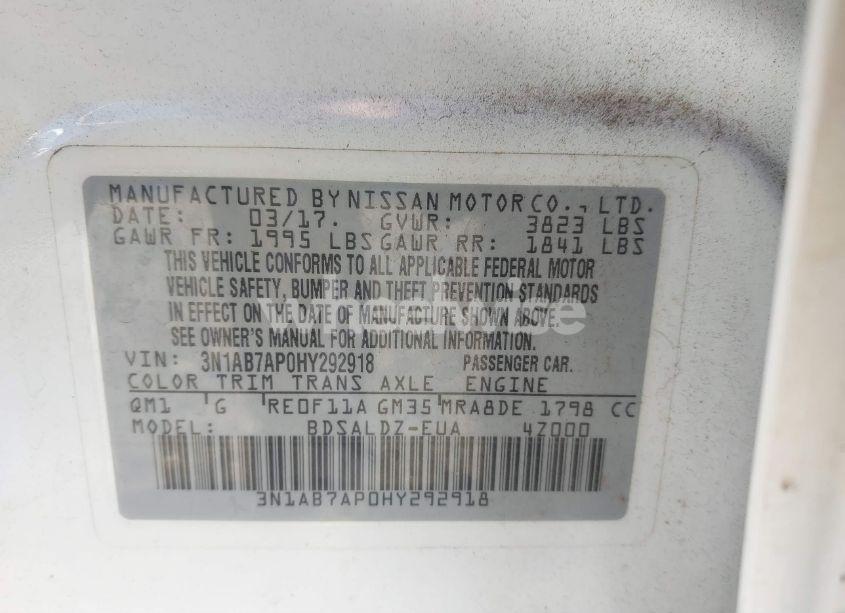 MANUFACTURED BY NISSAN MOTOR CO., LTD.
DATE: 03/17. GVWR: 3823 LBS
GAWR FR: 1995 LBS GAWR RR: 1841 LBS
THIS VEHICLE CONFORMS TO ALL APPLICABLE FEDERAL MOTOR
VEHICLE SAFETY, BUMPER AND THEFT PREVENTION STANDARDS
IN EFFECT ON THE DATE OF MANUFACTURE SHOWN ABOVE.
SEE OWNER'S MANUAL FOR ADDITIONAL INFORMATION.
VIN: 3N1AB7AP0HY292918 PASSENGER CAR.
COLOR TRIM TRANS AXLE ENGINE
QM1 G RE0F11A GM35 MRA8DE 1798 CC
MODEL: BDSALDZ-EUA 4Z000
3N1AB7AP0HY292918